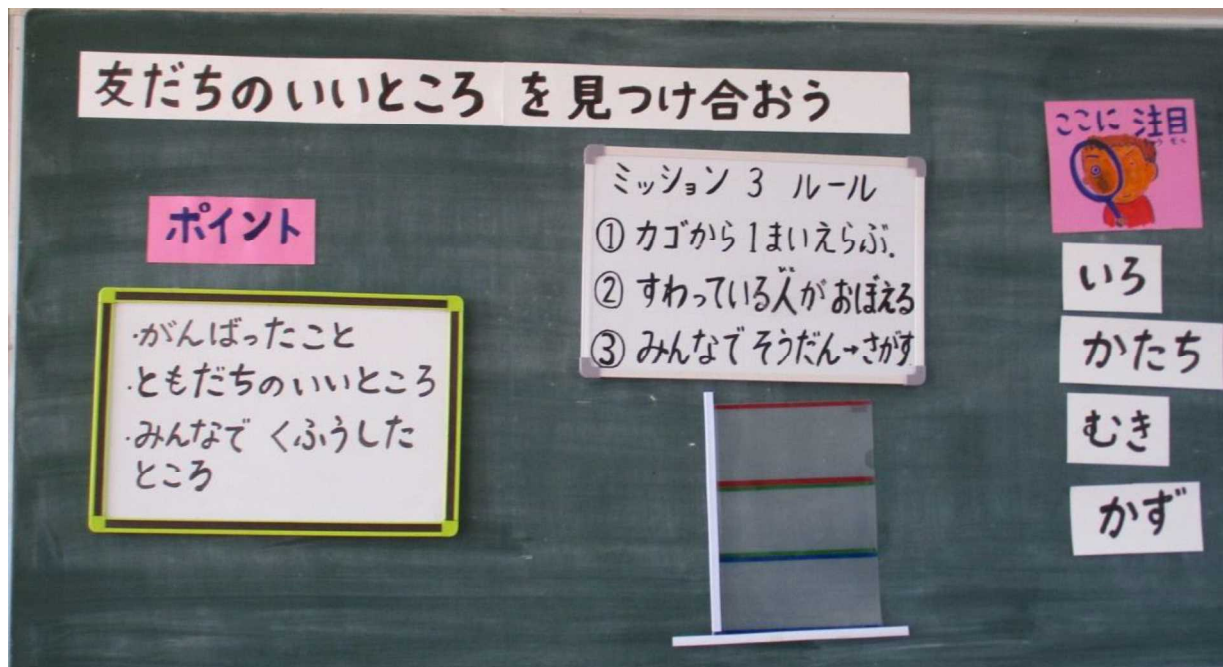 友だちのいいところ を見つけ合おう
ポイント
・がんばったこと
・ともだちのいいところ
・みんなで くふうした
ところ
ミッション 3 ルール
① カゴから 1まいえらぶ.
② すわっている人が おぼえる
③ みんなで そうだん→さがす
ここに 注目
ちゅうもく
いろ
かたち
むき
かず